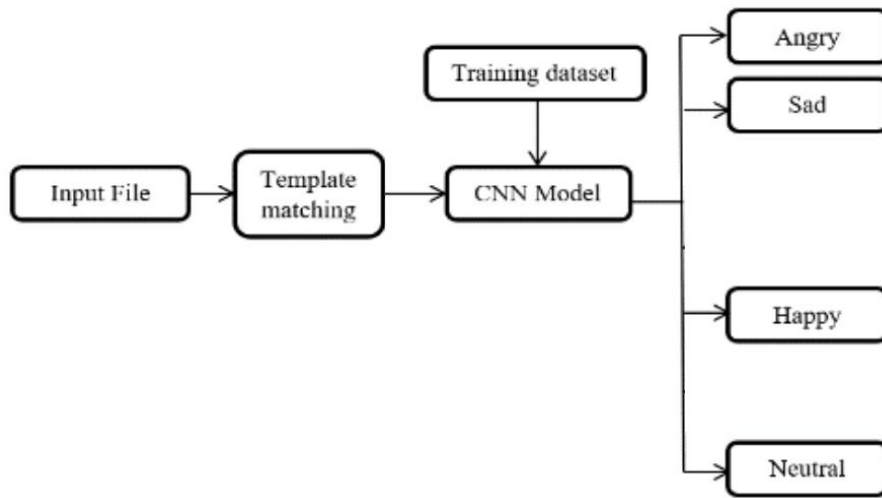 Angry
Training dataset
Sad
Input File
Template
matching
CNN Model
Happy
Neutral